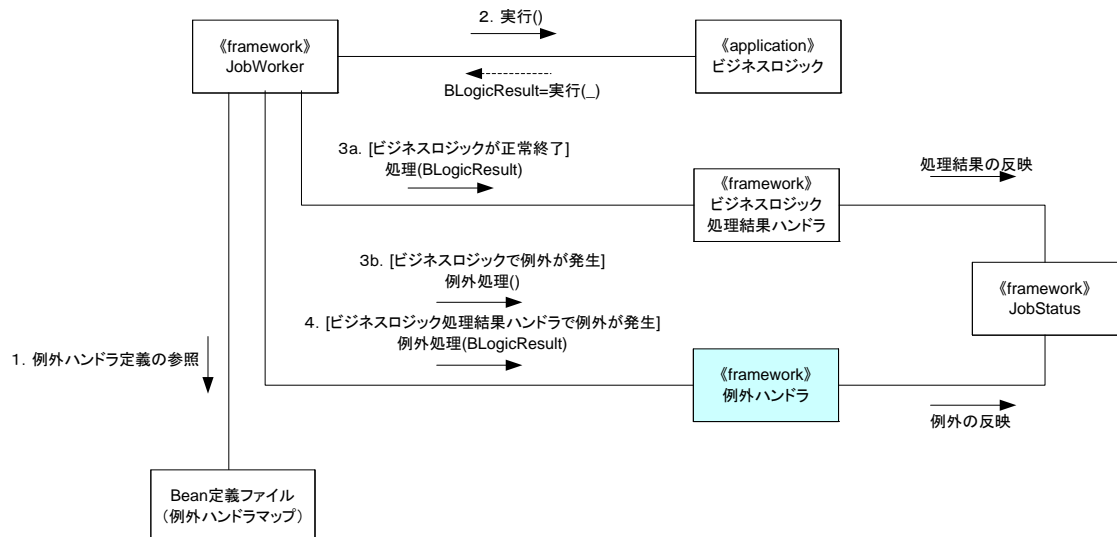 2. 実行()
《framework》
JobWorker
《application》
ビジネスロジック
BLogicResult=実行(_)
3a. [ビジネスロジックが正常終了]
処理(BLogicResult)
処理結果の反映
《framework》
ビジネスロジック
処理結果ハンドラ
3b. [ビジネスロジックで例外が発生]
例外処理()
《framework》
JobStatus
4. [ビジネスロジック処理結果ハンドラで例外が発生]
例外処理(BLogicResult)
1. 例外ハンドラ定義の参照
《framework》
例外ハンドラ
例外の反映
Bean定義ファイル
（例外ハンドラマップ）